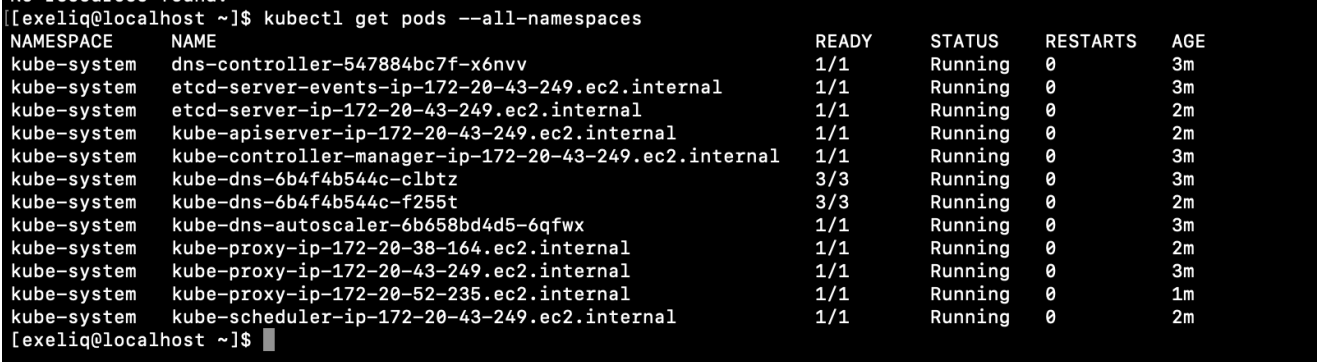 [[exeliq@localhost ~]$ kubectl get pods --all-namespaces
NAMESPACE NAME READY STATUS RESTARTS AGE
kube-system dns-controller-547884bc7f-x6nvv 1/1 Running 0 3m
kube-system etcd-server-events-ip-172-20-43-249.ec2.internal 1/1 Running 0 3m
kube-system etcd-server-ip-172-20-43-249.ec2.internal 1/1 Running 0 2m
kube-system kube-apiserver-ip-172-20-43-249.ec2.internal 1/1 Running 0 2m
kube-system kube-controller-manager-ip-172-20-43-249.ec2.internal 1/1 Running 0 3m
kube-system kube-dns-6b4f4b544c-clbtz 3/3 Running 0 3m
kube-system kube-dns-6b4f4b544c-f255t 3/3 Running 0 2m
kube-system kube-dns-autoscaler-6b658bd4d5-6qfwx 1/1 Running 0 3m
kube-system kube-proxy-ip-172-20-38-164.ec2.internal 1/1 Running 0 2m
kube-system kube-proxy-ip-172-20-43-249.ec2.internal 1/1 Running 0 3m
kube-system kube-proxy-ip-172-20-52-235.ec2.internal 1/1 Running 0 1m
kube-system kube-scheduler-ip-172-20-43-249.ec2.internal 1/1 Running 0 2m
[exeliq@localhost ~]$